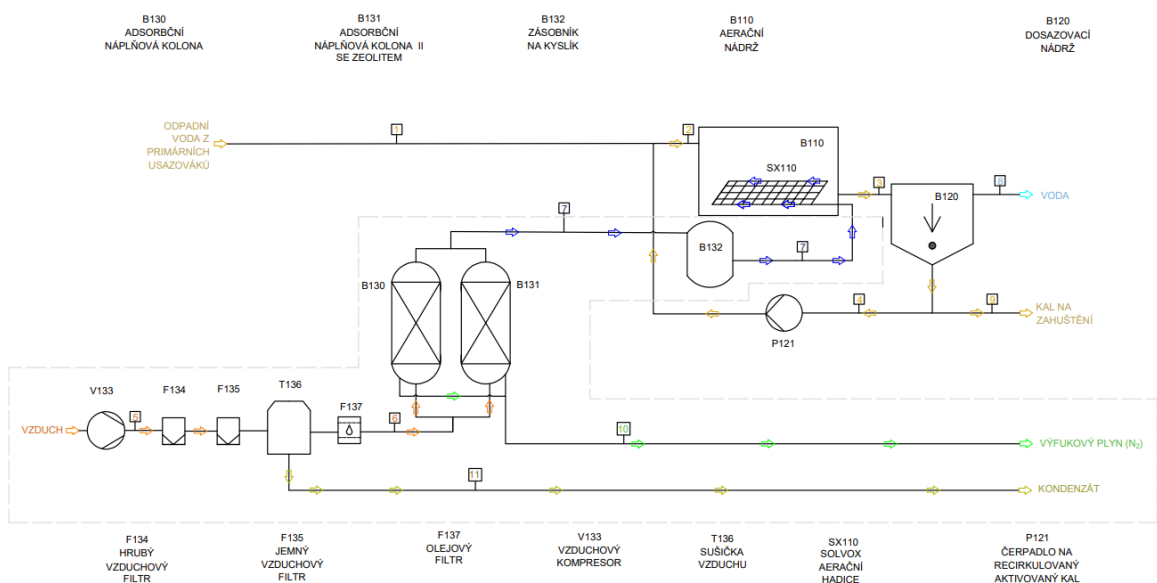 B130
ADSORBČNÍ
NÁPLŇOVÁ KOLONA
B131
ADSORBČNÍ
NÁPLŇOVÁ KOLONA II
SE ZEOLITEM
B132
ZÁSOBNÍK
NA KYSLÍK
B110
AERAČNÍ
NÁDRŽ
B120
DOSAZOVACÍ
NÁDRŽ
ODPADNÍ
VODA Z
PRIMÁRNÍCH
USAZOVÁKŮ
1
2
B110
SX110
3
B120
8
VODA
7
B132
7
B130
B131
4
9
KAL NA
ZAHUŠTĚNÍ
P121
V133
F134
F135
T136
F137
VZDUCH
5
6
10
VÝFUKOVÝ PLYN (N₂)
11
KONDENZÁT
F134
HRUBÝ
VZDUCHOVÝ
FILTR
F135
JEMNÝ
VZDUCHOVÝ
FILTR
F137
OLEJOVÝ
FILTR
V133
VZDUCHOVÝ
KOMPRESOR
T136
SUŠIČKA
VZDUCHU
SX110
SOLVOX
AERAČNÍ
HADICE
P121
ČERPADLO NA
RECIRKULOVANÝ
AKTIVOVANÝ KAL